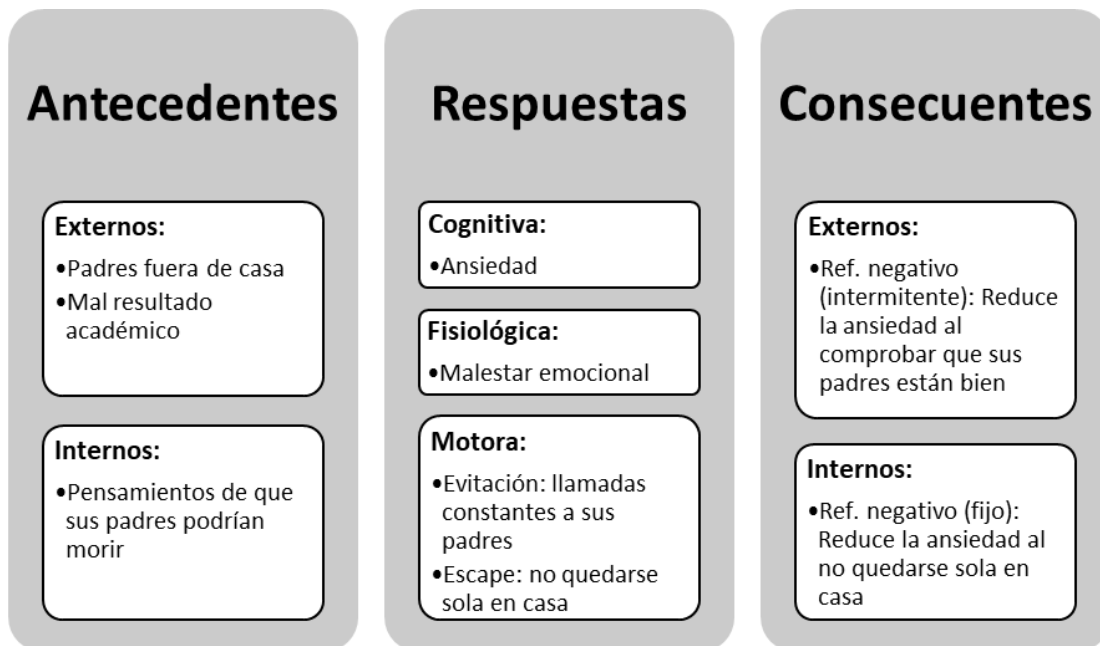 Antecedentes
Externos:
•Padres fuera de casa
•Mal resultado
académico
Internos:
•Pensamientos de que
sus padres podrían
morir
Respuestas
Cognitiva:
•Ansiedad
Fisiológica:
•Malestar emocional
Motora:
•Evitación: llamadas
constantes a sus
padres
•Escape: no quedarse
sola en casa
Consecuentes
Externos:
•Ref. negativo
(intermitente): Reduce
la ansiedad al
comprobar que sus
padres están bien
Internos:
•Ref. negativo (fijo):
Reduce la ansiedad al
no quedarse sola en
casa